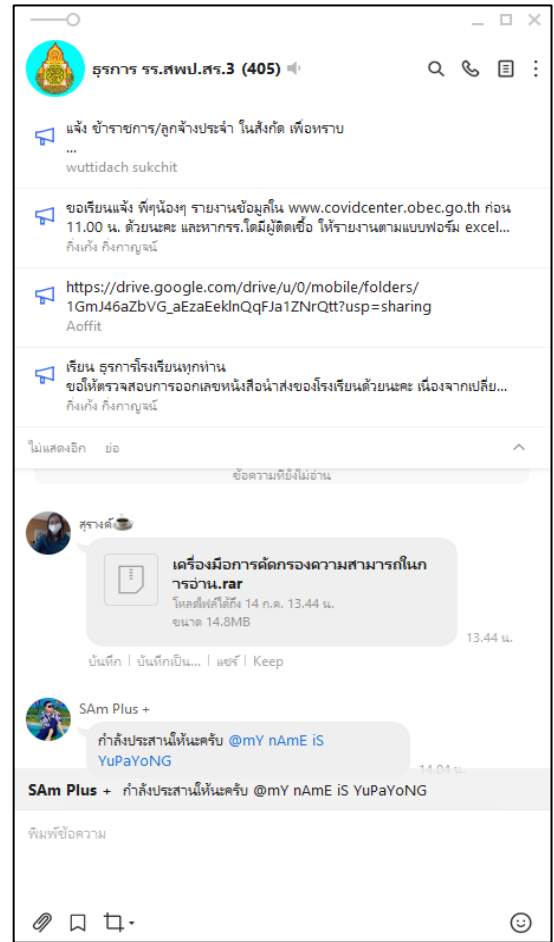 ธุรการ รร.สพป.สร.3 (405)
แจ้ง ข้าราชการ/ลูกจ้างประจำ ในสังกัด เพื่อทราบ
...
wuttidach sukchit
ขอเรียนแจ้ง พี่ๆน้องๆ รายงานข้อมูลใน www.covidcenter.obec.go.th ก่อน
11.00 น. ด้วยนะคะ และหากรร.ใดมีผู้ติดเชื้อ ให้รายงานตามแบบฟอร์ม excel...
กิ่งเก้ง กิ่งกาญจน์
https://drive.google.com/drive/u/0/mobile/folders/
1GmJ46aZbVG_aEzaEeklnQqFJa1ZNrQtt?usp=sharing
Aoffit
เรียน ธุรการโรงเรียนทุกท่าน
ขอให้ตรวจสอบการออกเลขหนังสือนำส่งของโรงเรียนด้วยนะคะ เนื่องจากเปลี่ย...
กิ่งเก้ง กิ่งกาญจน์
ไม่แสดงอีก ย่อ
ข้อความที่ยังไม่อ่าน
สุรางค์☕
เครื่องมือการคัดกรองความสามารถในก
ารอ่าน.rar
โหลดไฟล์ได้ถึง 14 ก.ค. 13.44 น.
ขนาด 14.8MB
13.44 น.
บันทึก | บันทึกเป็น... | แชร์ | Keep
SAm Plus +
กำลังประสานให้นะครับ @mY nAmE iS
YuPaYoNG
14.04 น.
SAm Plus + กำลังประสานให้นะครับ @mY nAmE iS YuPaYoNG
พิมพ์ข้อความ